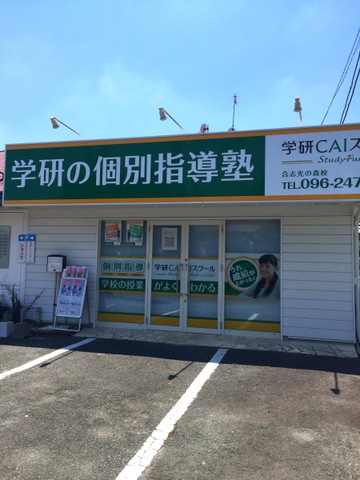 学研の個別指導塾
学研CAIス
Study-Fu
合志光の森校
TEL.096-247
個別指導
学研CAIスクール
学校の授業がよくわかる